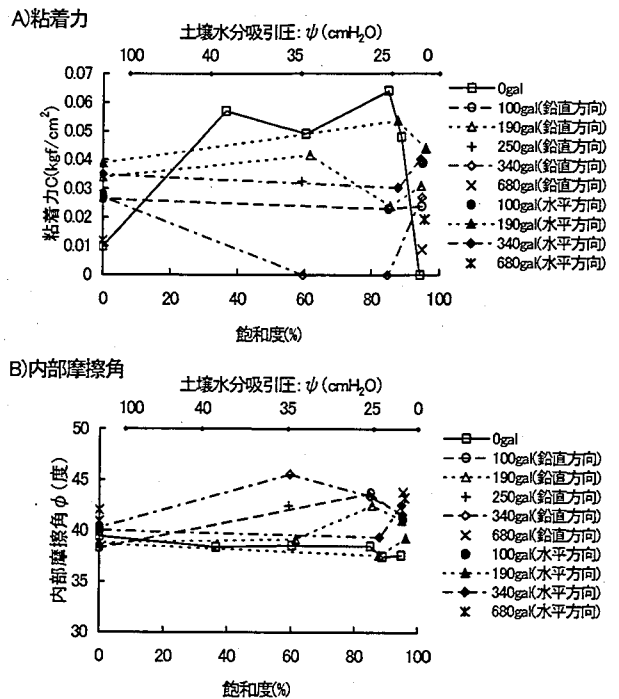 A)粘着力
土壌水分吸引圧: ψ (cmH2O)
100 40 35 25 0
0.07
0.06
0.05
0.04
0.03
0.02
0.01
0
粘着力C(kgf/cm²)
0 20 40 60 80 100
飽和度(%)
0gal
100gal(鉛直方向)
190gal(鉛直方向)
250gal(鉛直方向)
340gal(鉛直方向)
680gal(鉛直方向)
100gal(水平方向)
190gal(水平方向)
340gal(水平方向)
680gal(水平方向)
B)内部摩擦角
土壌水分吸引圧: ψ (cmH2O)
100 40 35 25 0
50
45
40
35
30
内部摩擦角φ (度)
0 20 40 60 80 100
飽和度(%)
0gal
100gal(鉛直方向)
190gal(鉛直方向)
250gal(鉛直方向)
340gal(鉛直方向)
680gal(鉛直方向)
100gal(水平方向)
190gal(水平方向)
340gal(水平方向)
680gal(水平方向)